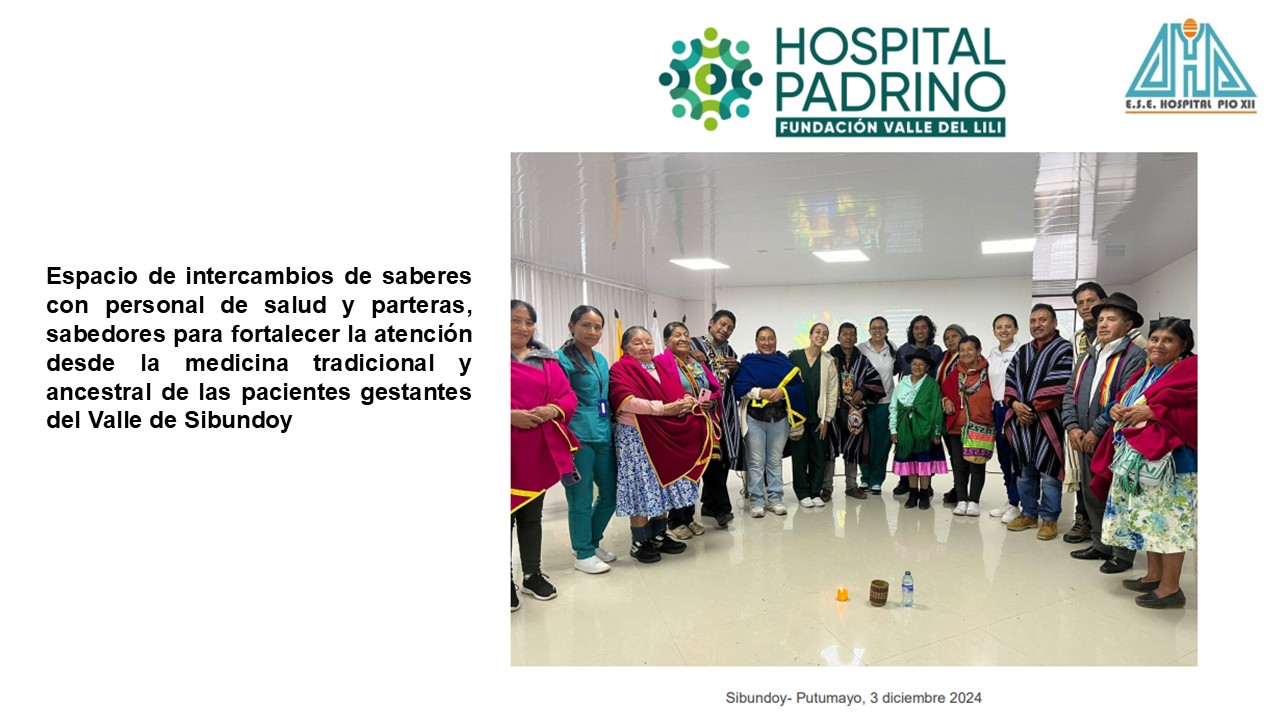 HOSPITAL
PADRINO
FUNDACIÓN VALLE DEL LILI
E.S.E. HOSPITAL PIO XII
Espacio de intercambios de saberes
con personal de salud y parteras,
sabedores para fortalecer la atención
desde la medicina tradicional y
ancestral de las pacientes gestantes
del Valle de Sibundoy
Sibundoy- Putumayo, 3 diciembre 2024